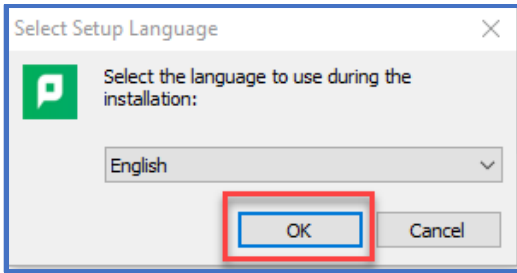 Select Setup Language
Select the language to use during the
installation:
English
OK
Cancel